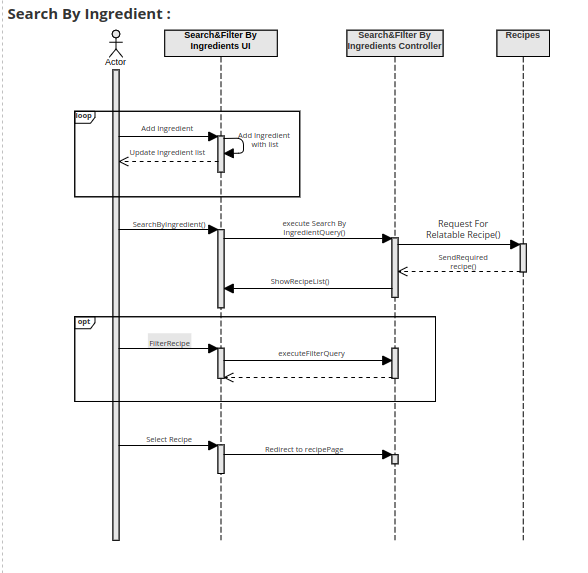 Search By Ingredient :
Actor
Search&Filter By
Ingredients UI
Search&FIlter By
Ingredients Controller
Recipes
loop
Add Ingredient
Add Ingredient
with list
Update ingredient list
SearchByIngredient()
execute Search By
IngredientQuery()
Request For
Relatable Recipe()
SendRequired
recipe()
ShowRecipeList()
opt
FilterRecipe
executeFilterQuery
Select Recipe
Redirect to recipePage